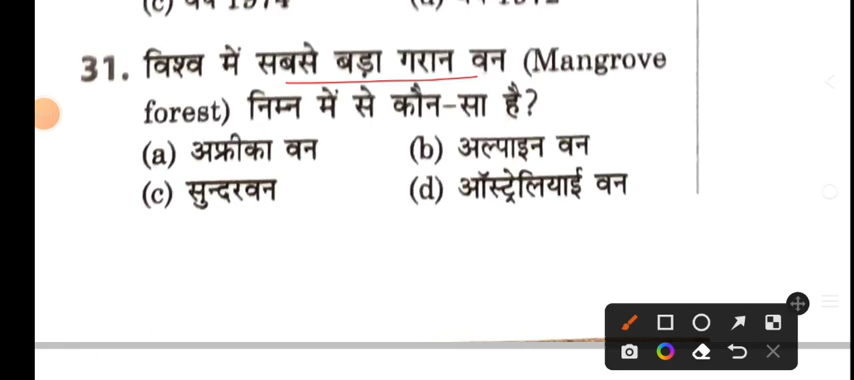 31. विश्व में सबसे बड़ा गरान वन (Mangrove
forest) निम्न में से कौन-सा है?
(a) अफ्रीका वन (b) अल्पाइन वन
(c) सुन्दरवन (d) ऑस्ट्रेलियाई वन